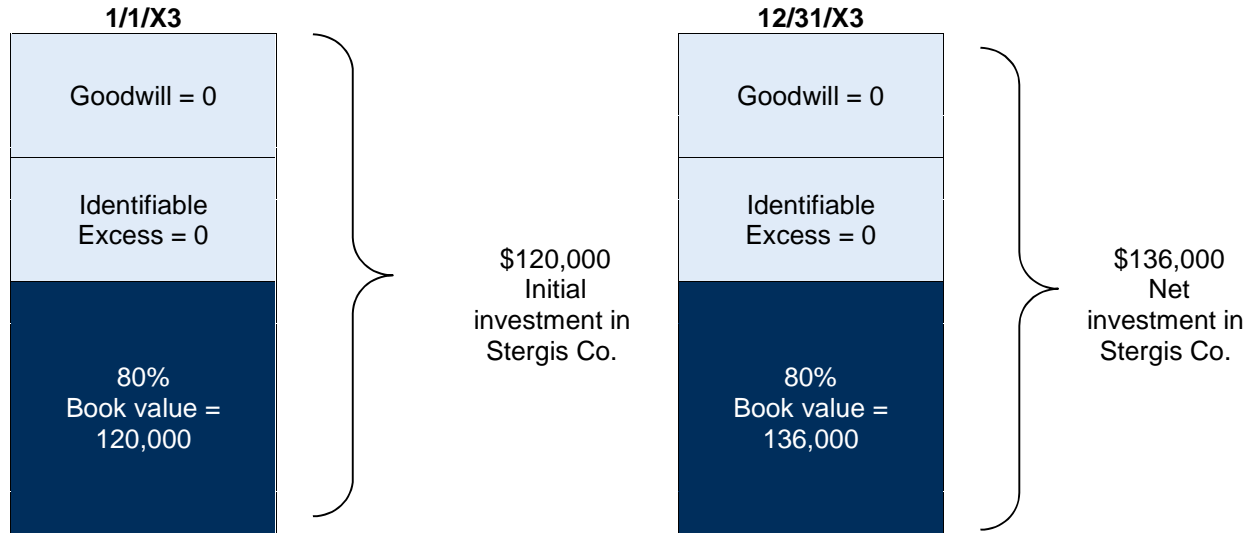 1/1/X3
Goodwill = 0
Identifiable
Excess = 0
80%
Book value =
120,000
$120,000
Initial
investment in
Stergis Co.
12/31/X3
Goodwill = 0
Identifiable
Excess = 0
80%
Book value =
136,000
$136,000
Net
investment in
Stergis Co.